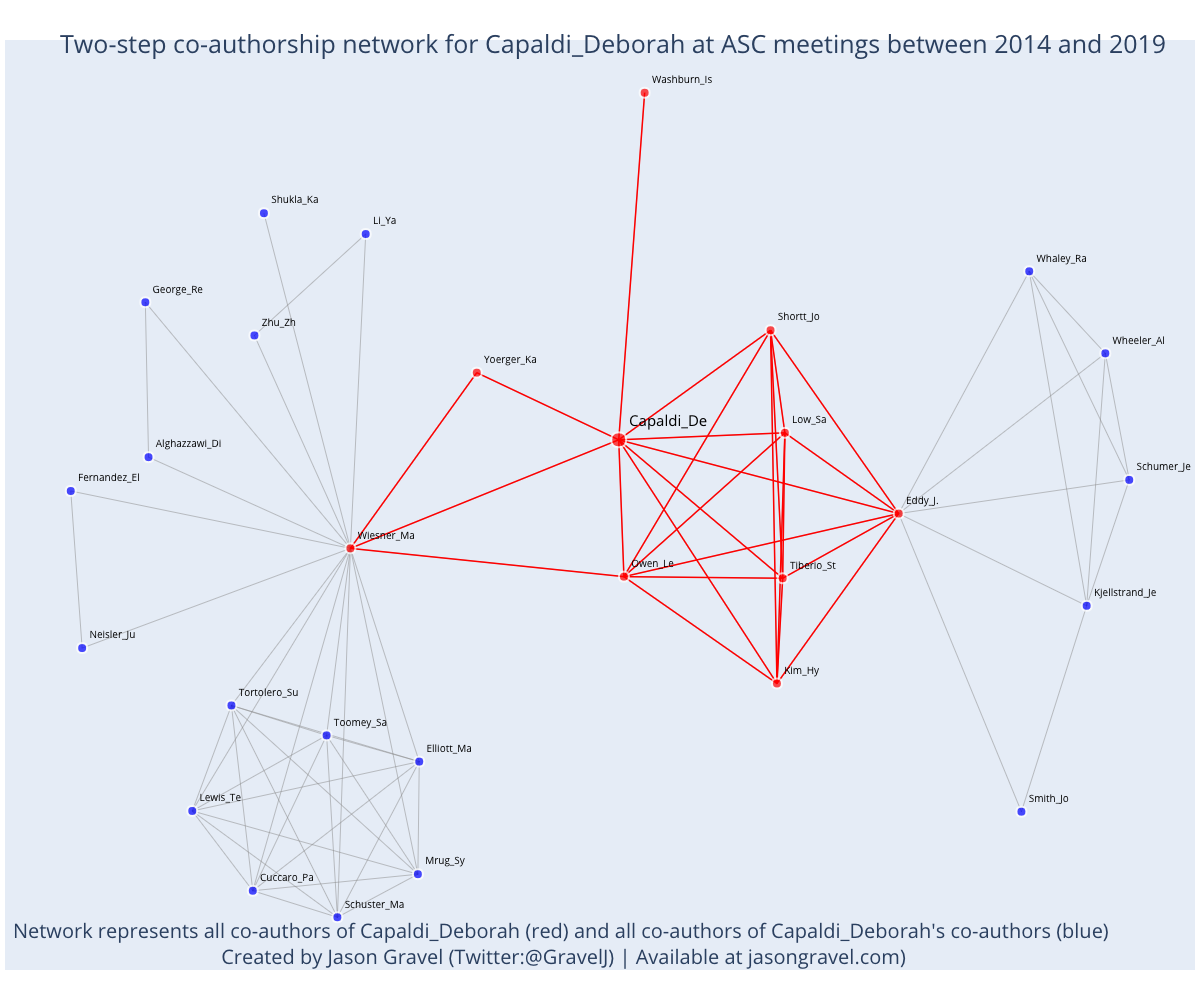 Two-step co-authorship network for Capaldi_Deborah at ASC meetings between 2014 and 2019
Washburn_Is
Shukla_Ka
Li_Ya
Whaley_Ra
George_Re
Zhu_Zh
Shortt_Jo
Wheeler_Al
Yoerger_Ka
Capaldi_De
Low_Sa
Alghazzawi_Di
Schumer_Je
Fernandez_El
Eddy_J.
Wiesner_Ma
Owen_Le
Tiberio_St
Kjellstrand_Je
Neisler_Ju
Kim_Hy
Tortolero_Su
Toomey_Sa
Elliott_Ma
Lewis_Te
Smith_Jo
Mrug_Sy
Cuccaro_Pa
Schuster_Ma
Network represents all co-authors of Capaldi_Deborah (red) and all co-authors of Capaldi_Deborah's co-authors (blue)
Created by Jason Gravel (Twitter:@GravelJ) | Available at jasongravel.com)